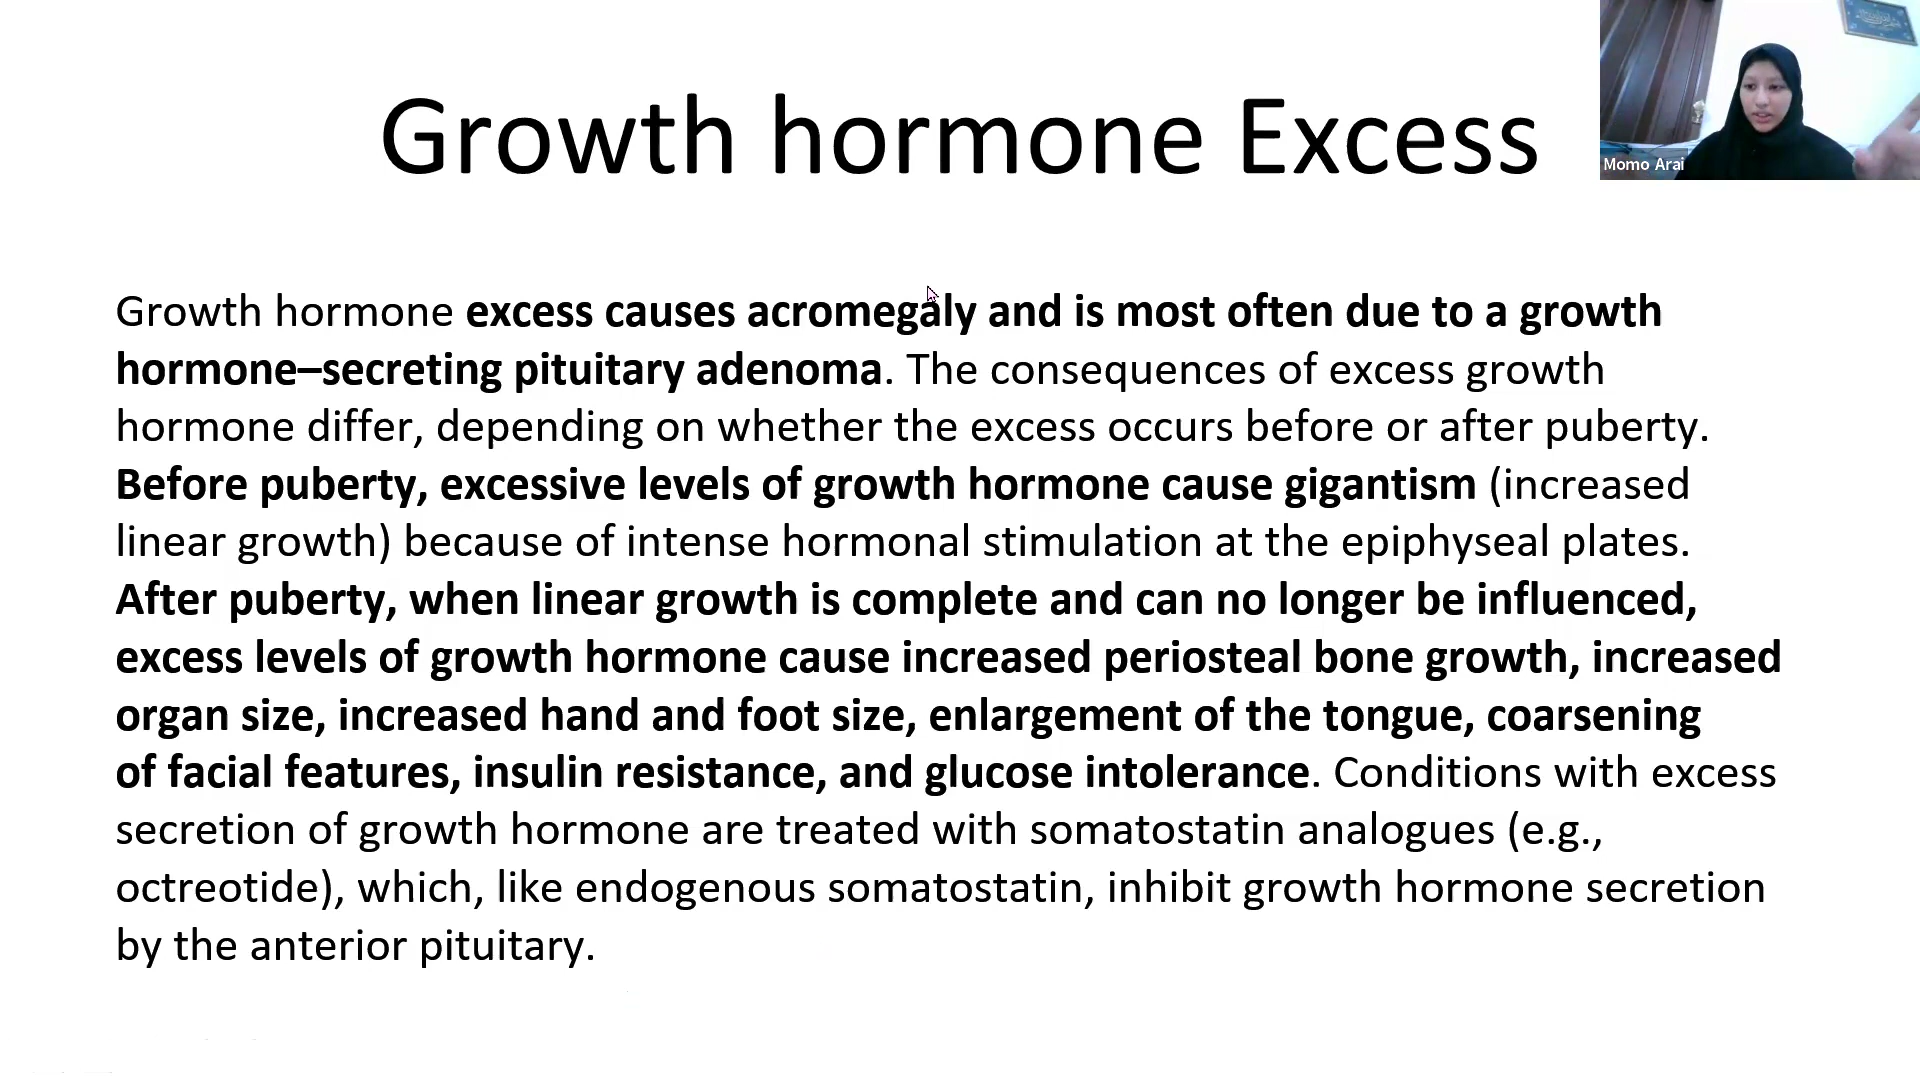 Growth hormone Excess
Momo Arai
Growth hormone excess causes acromegaly and is most often due to a growth
hormone–secreting pituitary adenoma. The consequences of excess growth
hormone differ, depending on whether the excess occurs before or after puberty.
Before puberty, excessive levels of growth hormone cause gigantism (increased
linear growth) because of intense hormonal stimulation at the epiphyseal plates.
After puberty, when linear growth is complete and can no longer be influenced,
excess levels of growth hormone cause increased periosteal bone growth, increased
organ size, increased hand and foot size, enlargement of the tongue, coarsening
of facial features, insulin resistance, and glucose intolerance. Conditions with excess
secretion of growth hormone are treated with somatostatin analogues (e.g.,
octreotide), which, like endogenous somatostatin, inhibit growth hormone secretion
by the anterior pituitary.